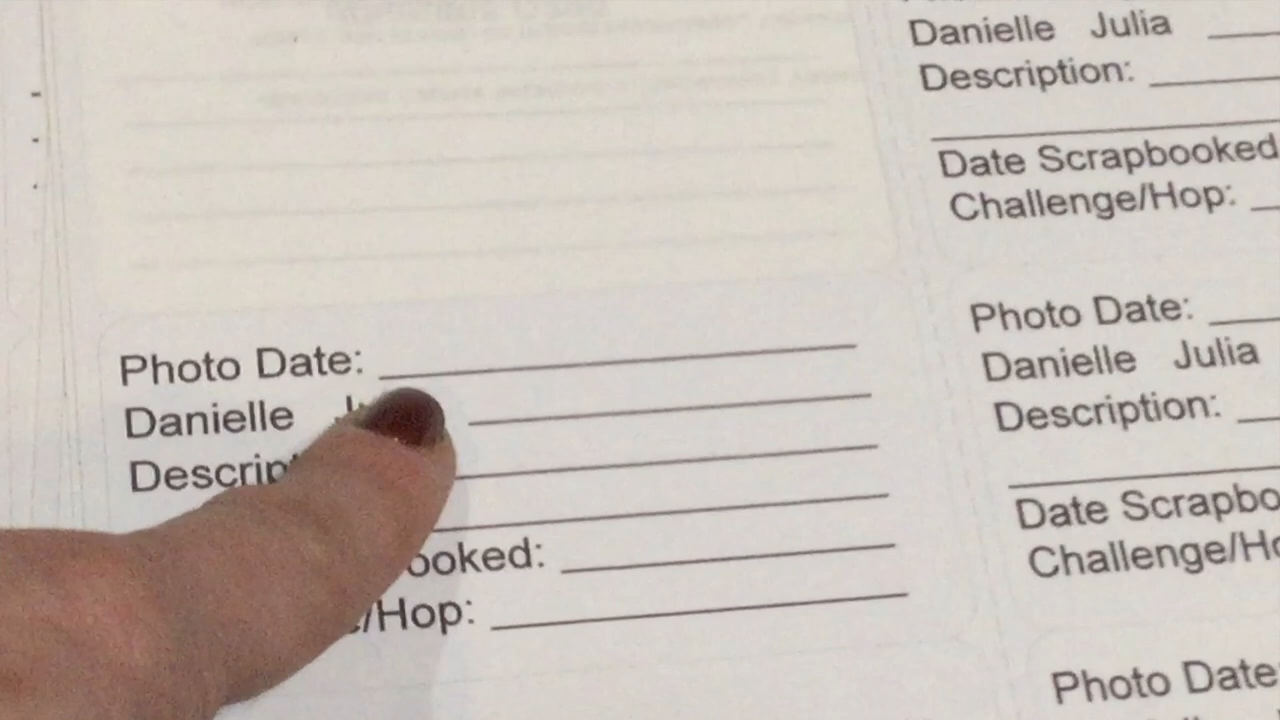 Photo Date:
Danielle
Descrip
ooked:
/Hop:
Danielle Julia
Description:
Date Scrapbooked
Challenge/Hop:
Photo Date:
Danielle Julia
Description:
Date Scrapbo
Challenge/Ho
Photo Date: